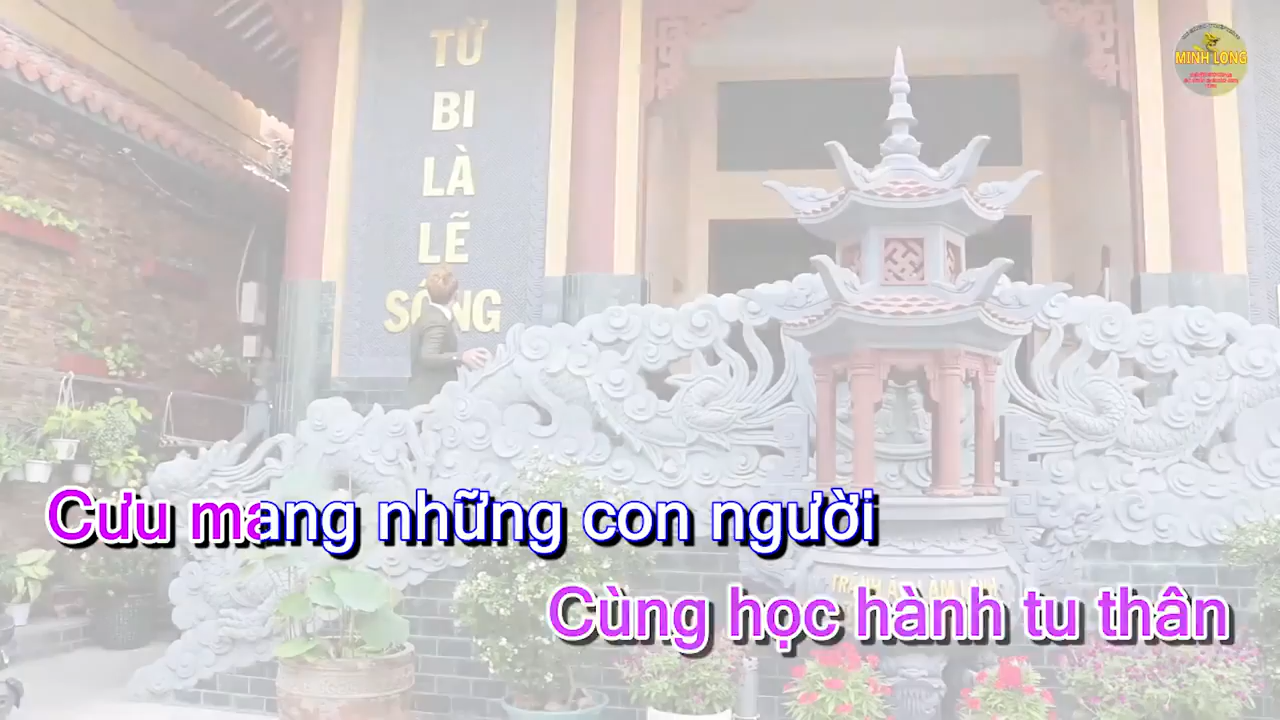 TỪ
BI
LÀ
LẼ
SỐNG
MINH LONG
Cưu mang những con người
Cùng học hành tu thân